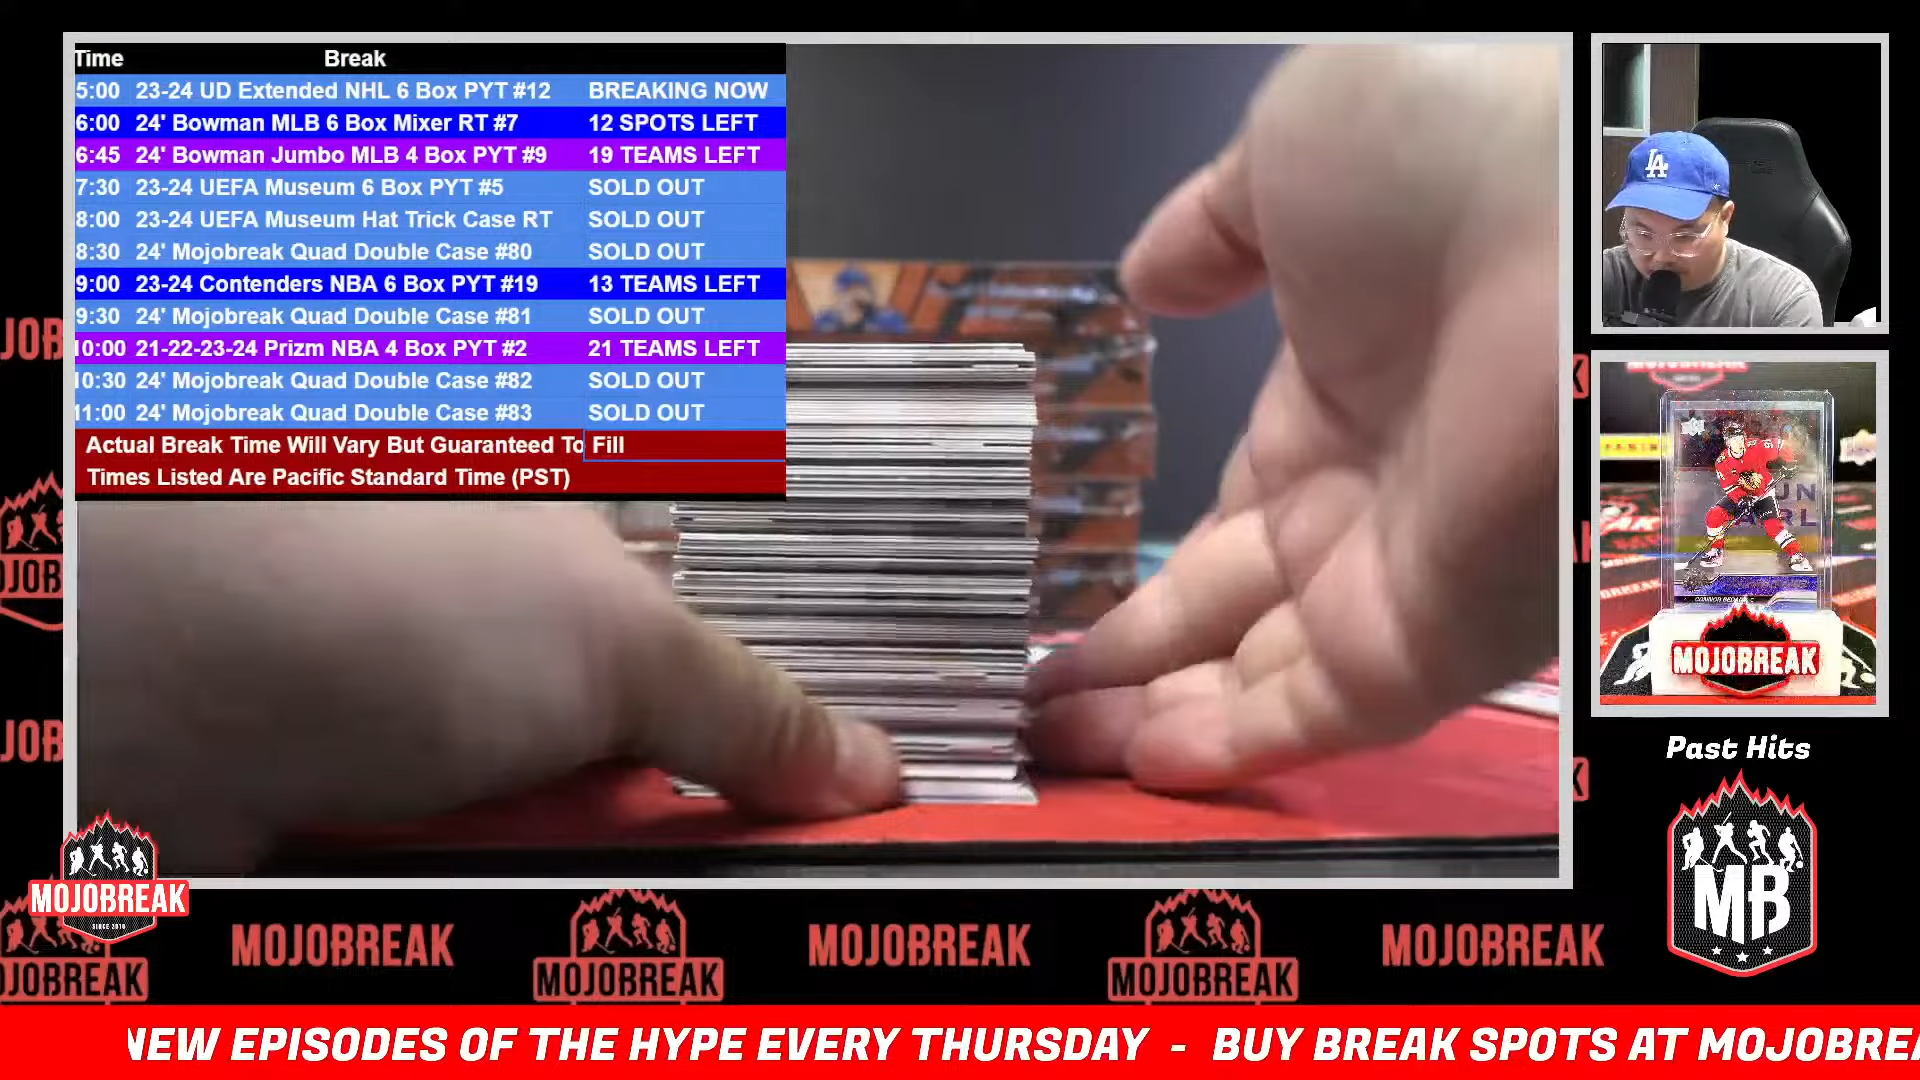 Time Break
5:00 23-24 UD Extended NHL 6 Box PYT #12 BREAKING NOW
6:00 24' Bowman MLB 6 Box Mixer RT #7 12 SPOTS LEFT
6:45 24' Bowman Jumbo MLB 4 Box PYT #9 19 TEAMS LEFT
7:30 23-24 UEFA Museum 6 Box PYT #5 SOLD OUT
8:00 23-24 UEFA Museum Hat Trick Case RT SOLD OUT
8:30 24' Mojobreak Quad Double Case #80 SOLD OUT
9:00 23-24 Contenders NBA 6 Box PYT #19 13 TEAMS LEFT
9:30 24' Mojobreak Quad Double Case #81 SOLD OUT
10:00 21-22-23-24 Prizm NBA 4 Box PYT #2 21 TEAMS LEFT
10:30 24' Mojobreak Quad Double Case #82 SOLD OUT
11:00 24' Mojobreak Quad Double Case #83 SOLD OUT
Actual Break Time Will Vary But Guaranteed To Fill
Times Listed Are Pacific Standard Time (PST)
LA
MOJOBREAK
Past Hits
MB
MOJOBREAK
SINCE 2010
MOJOBREAK MOJOBREAK MOJOBREAK MOJOBREAK MOJOBREAK
NEW EPISODES OF THE HYPE EVERY THURSDAY - BUY BREAK SPOTS AT MOJOBREA